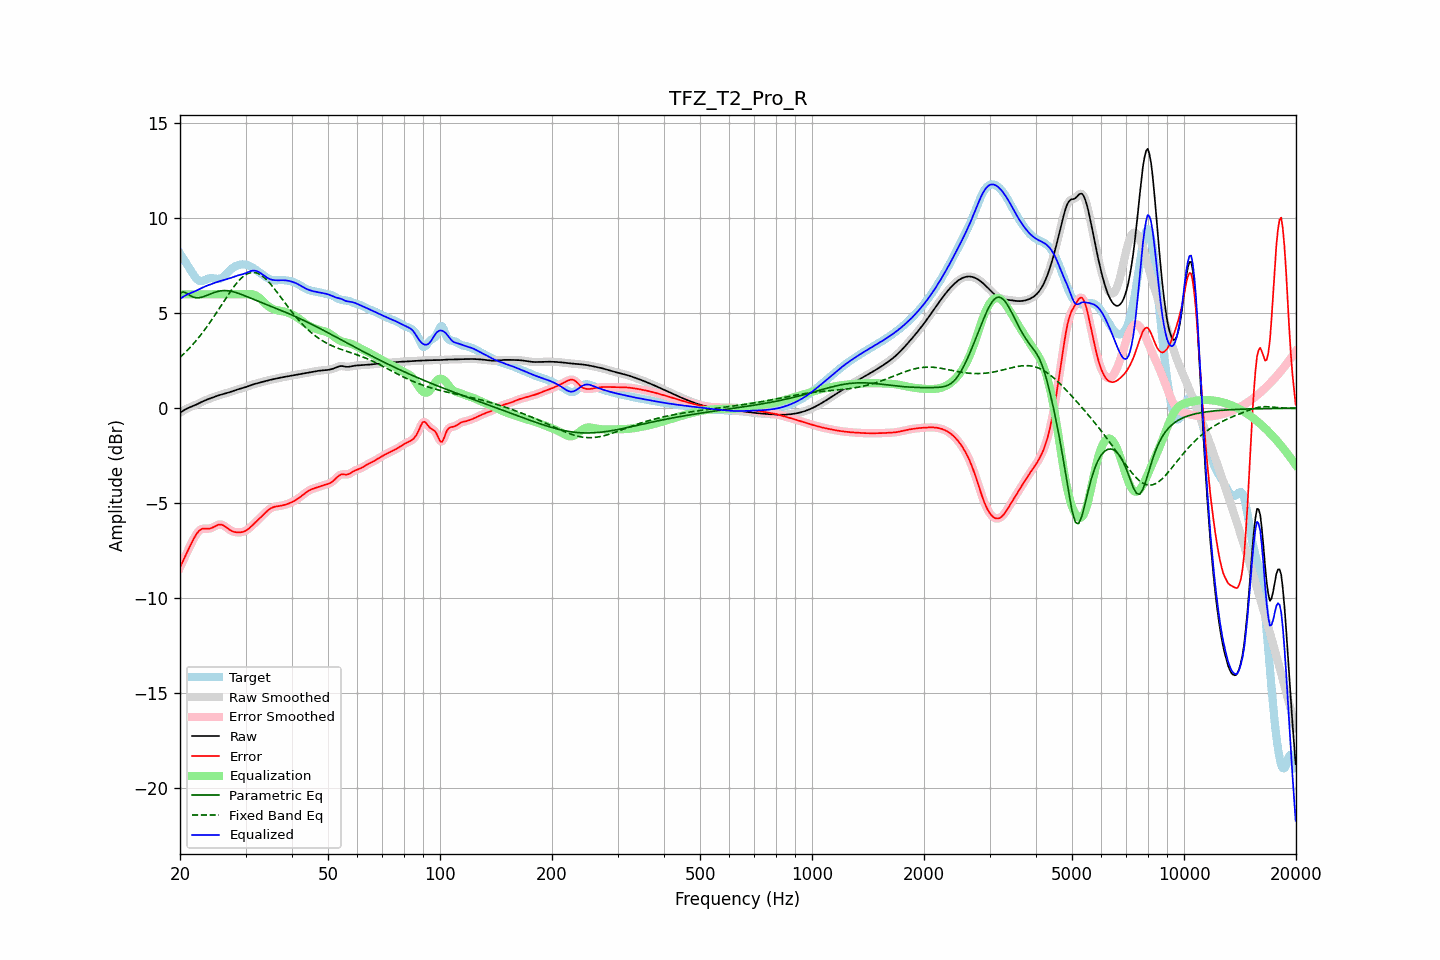 TFZ_T2_Pro_R
15
10
5
0
−5
−10
−15
−20
Amplitude (dBr)
Target
Raw Smoothed
Error Smoothed
Raw
Error
Equalization
Parametric Eq
Fixed Band Eq
Equalized
20 50 100 200 500 1000 2000 5000 10000 20000
Frequency (Hz)